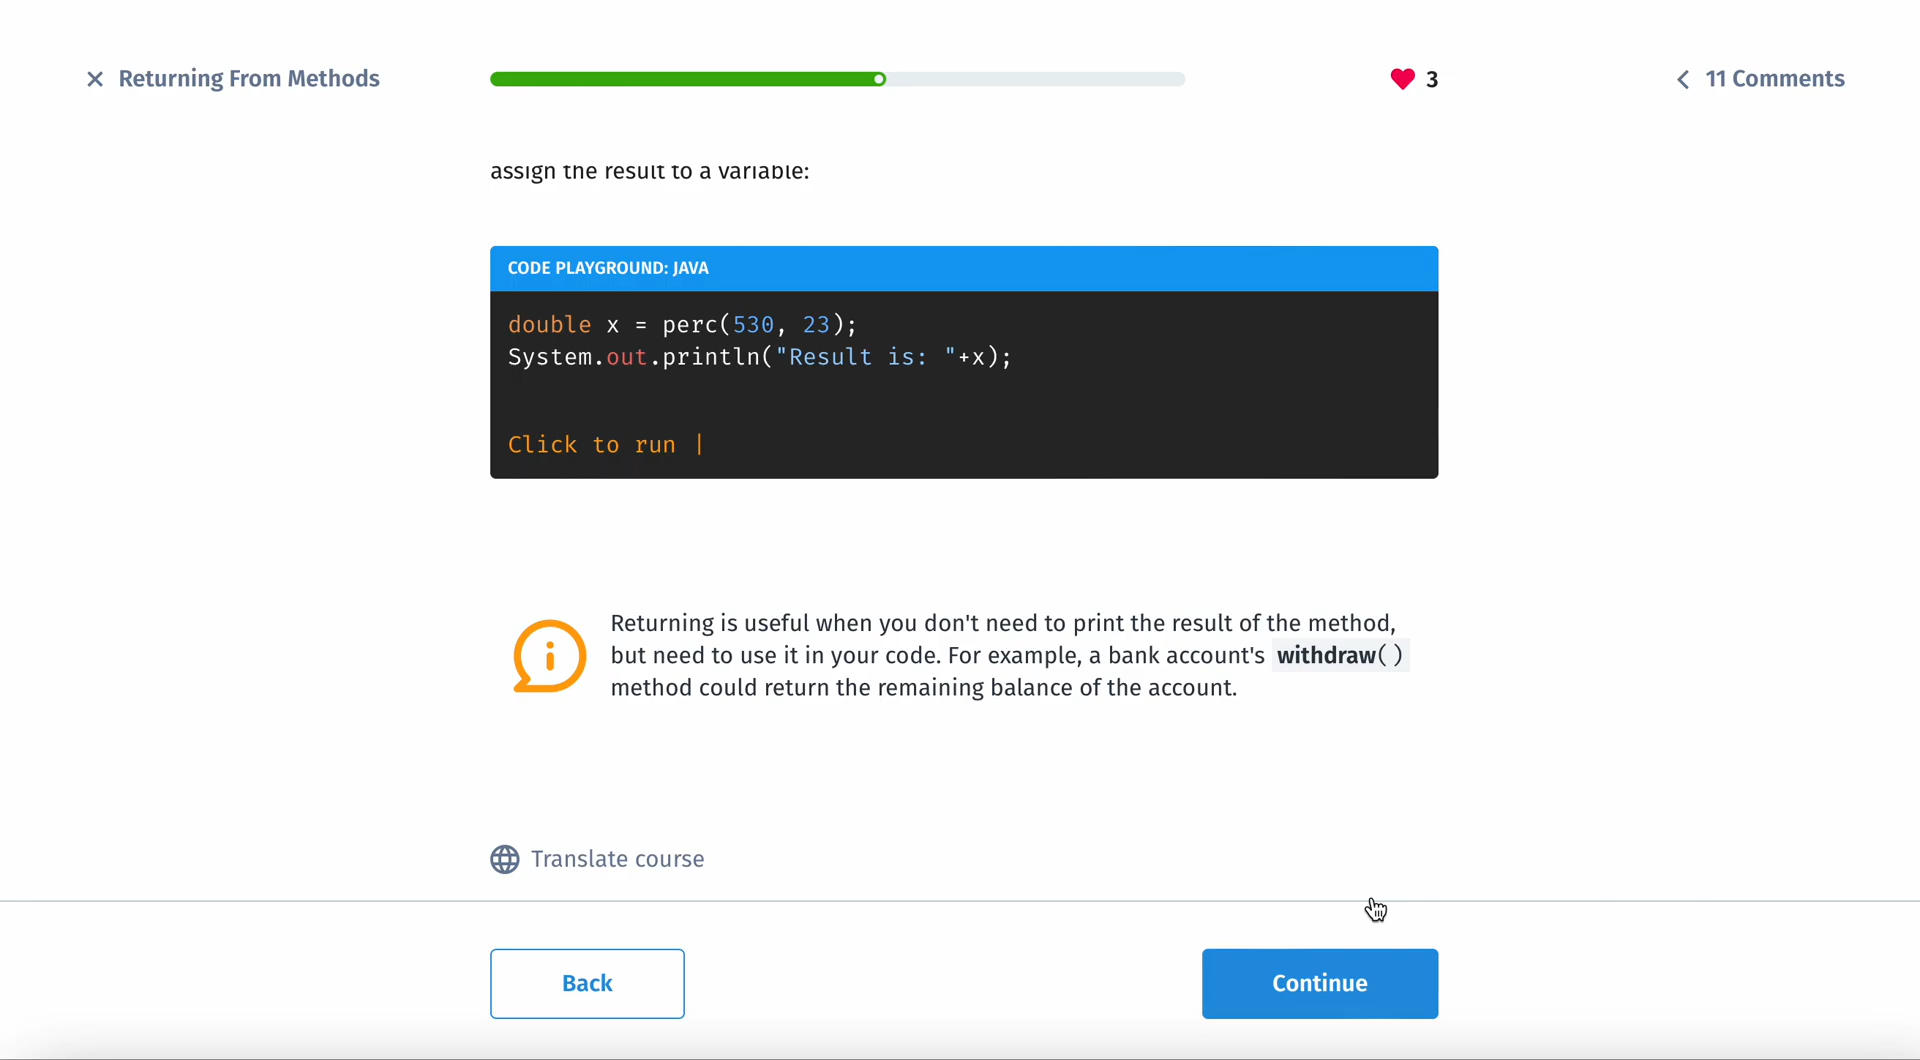 Returning From Methods
3
11 Comments
assign the result to a variable:
CODE PLAYGROUND: JAVA
double x = perc(530, 23);
System.out.println("Result is: "+x);
Click to run |
Returning is useful when you don't need to print the result of the method,
but need to use it in your code. For example, a bank account's withdraw()
method could return the remaining balance of the account.
Translate course
Back
Continue